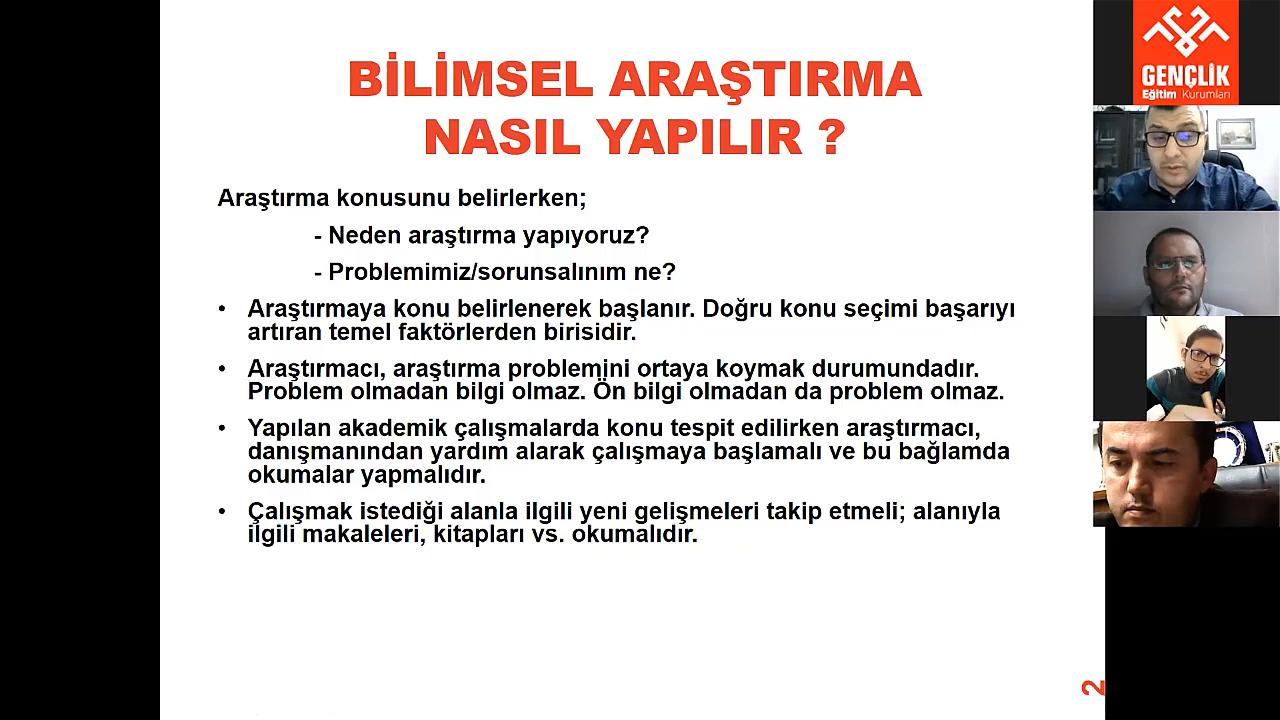 BİLİMSEL ARAŞTIRMA
NASIL YAPILIR ?
Araştırma konusunu belirlerken;
- Neden araştırma yapıyoruz?
- Problemimiz/sorunsalınım ne?
• Araştırmaya konu belirlenerek başlanır. Doğru konu seçimi başarıyı
artıran temel faktörlerden birisidir.
• Araştırmacı, araştırma problemini ortaya koymak durumundadır.
Problem olmadan bilgi olmaz. Ön bilgi olmadan da problem olmaz.
• Yapılan akademik çalışmalarda konu tespit edilirken araştırmacı,
danışmanından yardım alarak çalışmaya başlamalı ve bu bağlamda
okumalar yapmalıdır.
• Çalışmak istediği alanla ilgili yeni gelişmeleri takip etmeli; alanıyla
ilgili makaleleri, kitapları vs. okumalıdır.
2
GENÇLİK
Eğitim Kurumları